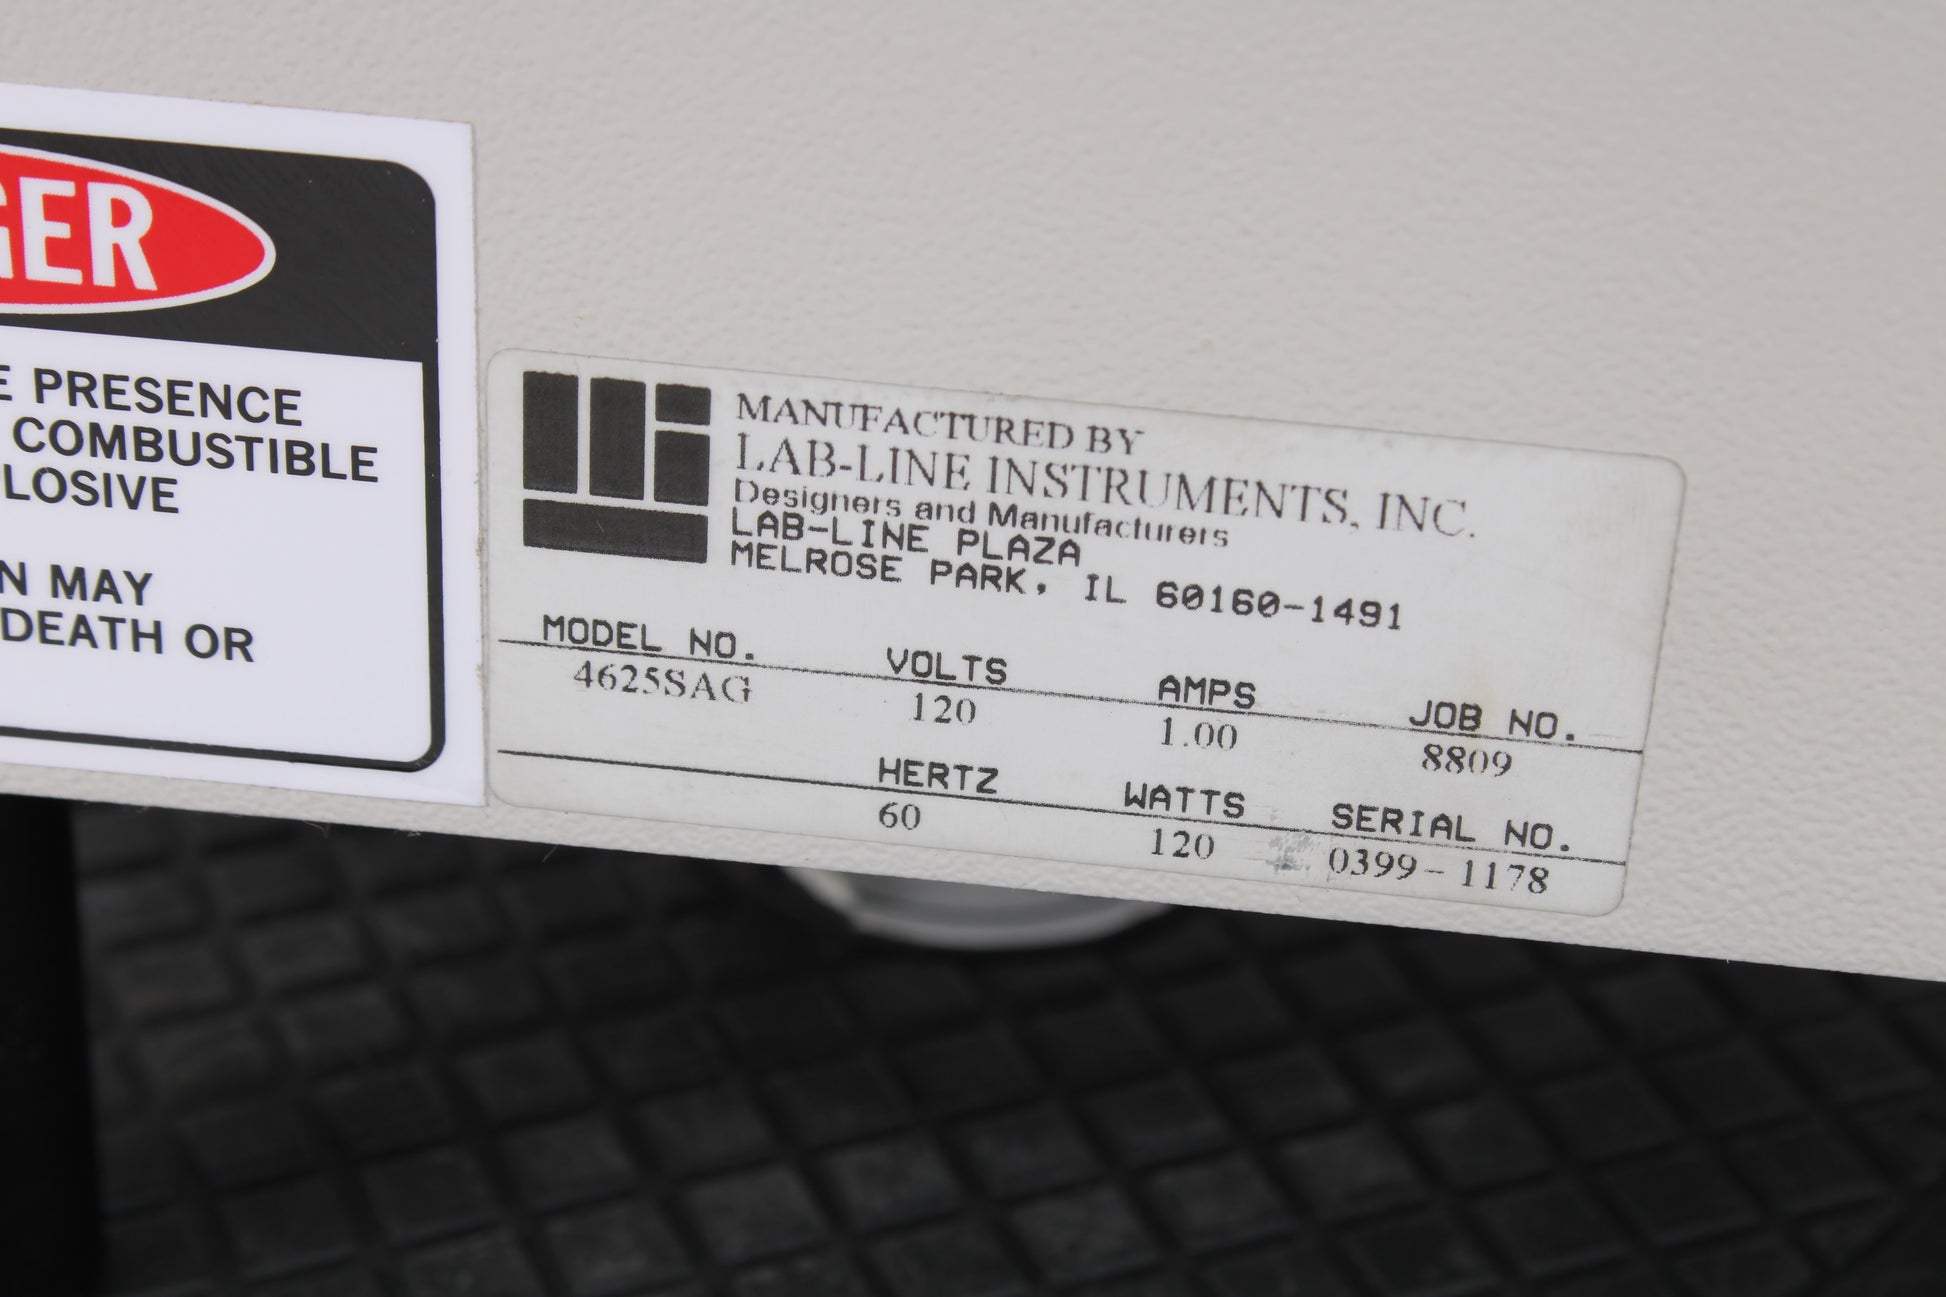 GER
PRESENCE
COMBUSTIBLE
LOSIVE
N MAY
DEATH OR
MANUFACTURED BY
LAB-LINE INSTRUMENTS, INC.
Designers and Manufacturers
LAB-LINE PLAZA
MELROSE PARK, IL 60160-1491
MODEL NO. VOLTS AMPS JOB NO.
4625SAG 120 1.00 8809
HERTZ WATTS SERIAL NO.
60 120 0399-1178